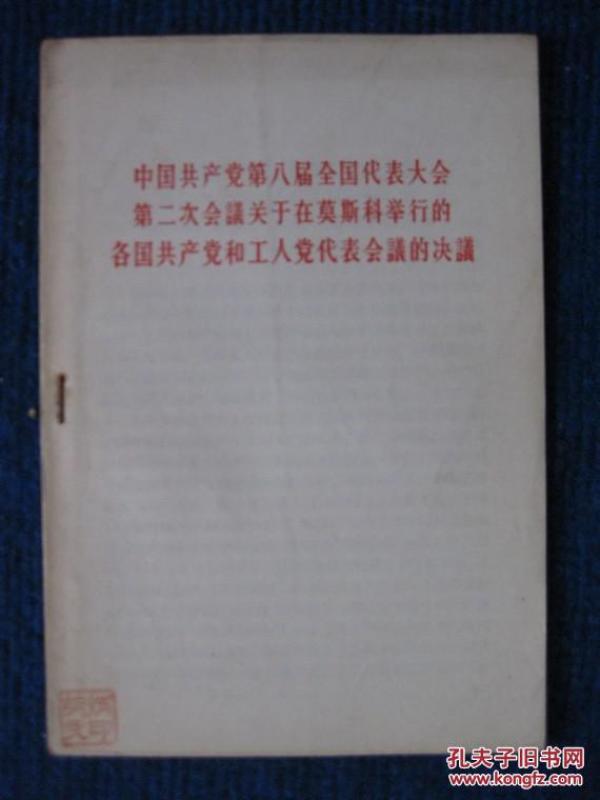 中国共产党第八届全国代表大会
第二次会議关于在莫斯科举行的
各国共产党和工人党代表会議的决議
孔夫子旧书网
www.kongfz.com